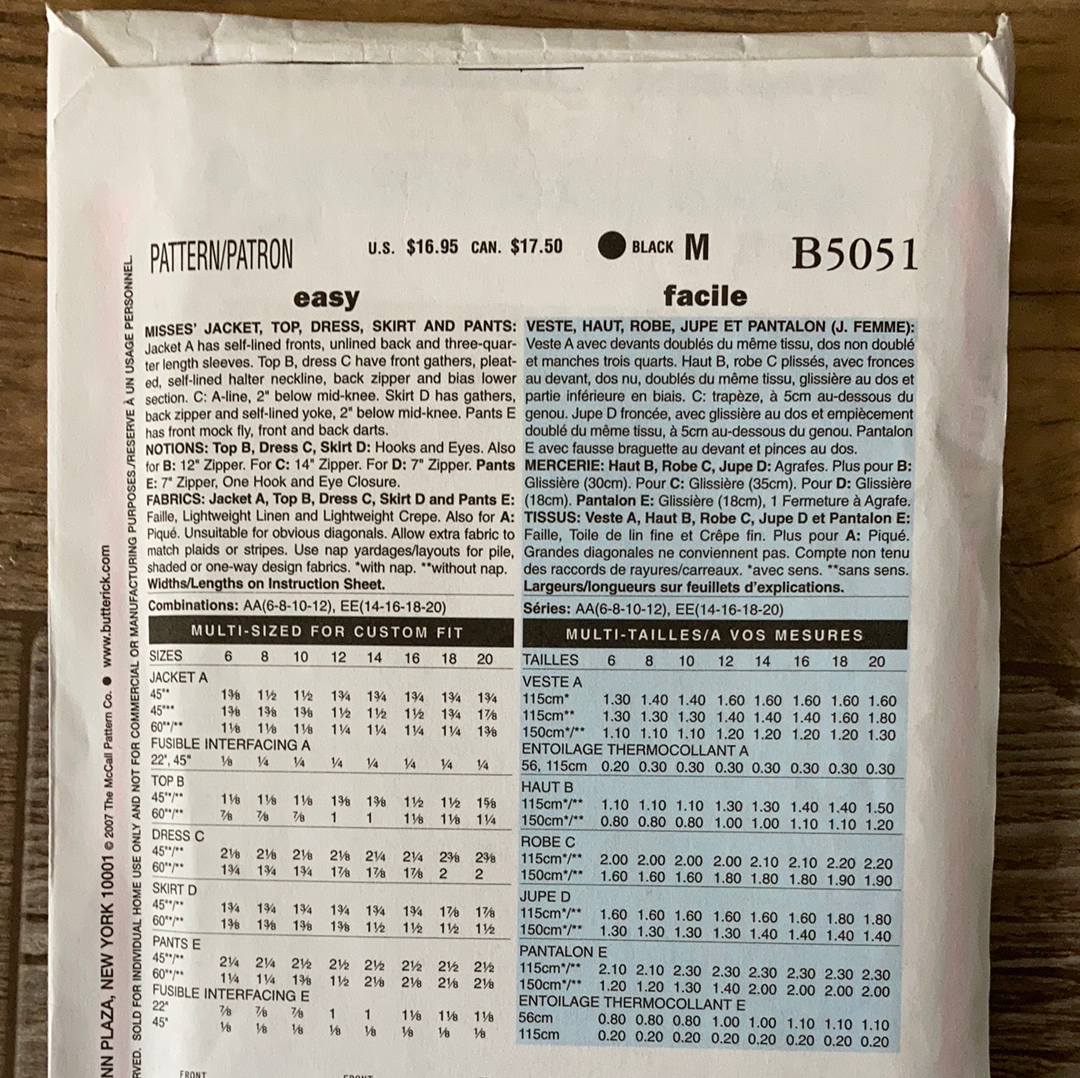 PATTERN/PATRON
U.S. $16.95 CAN. $17.50
BLACK M
B5051
easy
MISSES' JACKET, TOP, DRESS, SKIRT AND PANTS:
Jacket A has self-lined fronts, unlined back and three-quar-
ter length sleeves. Top B, dress C have front gathers, pleat-
ed, self-lined halter neckline, back zipper and bias lower
section. C: A-line, 2" below mid-knee. Skirt D has gathers,
back zipper and self-lined yoke, 2" below mid-knee. Pants E
has front mock fly, front and back darts.
NOTIONS: Top B, Dress C, Skirt D: Hooks and Eyes. Also
for B: 12" Zipper. For C: 14" Zipper. For D: 7" Zipper. Pants
E: 7" Zipper, One Hook and Eye Closure.
FABRICS: Jacket A, Top B, Dress C, Skirt D and Pants E:
Faille, Lightweight Linen and Lightweight Crepe. Also for A:
Piqué. Unsuitable for obvious diagonals. Allow extra fabric to
match plaids or stripes. Use nap yardages/layouts for pile,
shaded or one-way design fabrics. *with nap. **without nap.
Widths/Lengths on Instruction Sheet.
Combinations: AA(6-8-10-12), EE(14-16-18-20)
MULTI-SIZED FOR CUSTOM FIT
SIZES 6 8 10 12 14 16 18 20
JACKET A
45"* 1⅜ 1½ 1½ 1¾ 1¾ 1¾ 1¾ 1¾
45"** 1⅜ 1⅜ 1⅜ 1½ 1½ 1½ 1¾ 1⅞
60"*/** 1⅛ 1⅛ 1⅛ 1¼ 1¼ 1¼ 1¼ 1⅜
FUSIBLE INTERFACING A
22", 45" ⅛ ¼ ¼ ¼ ¼ ¼ ¼ ¼
TOP B
45"*/** 1⅛ 1⅛ 1⅛ 1⅜ 1⅜ 1½ 1½ 1⅝
60"*/** ⅞ ⅞ ⅞ 1 1 1⅛ 1⅛ 1¼
DRESS C
45"*/** 2⅛ 2⅛ 2⅛ 2⅛ 2¼ 2¼ 2⅜ 2⅜
60"*/** 1¾ 1¾ 1¾ 1⅞ 1⅞ 1⅞ 2 2
SKIRT D
45"*/** 1¾ 1¾ 1¾ 1¾ 1¾ 1¾ 1⅞ 1⅞
60"*/** 1⅜ 1⅜ 1⅜ 1⅜ 1½ 1½ 1½ 1½
PANTS E
45"*/** 2¼ 2¼ 2½ 2½ 2½ 2½ 2½ 2½
60"*/** 1¼ 1¼ 1⅜ 1½ 2⅛ 2⅛ 2⅛ 2⅛
FUSIBLE INTERFACING E
22" ⅞ ⅞ ⅞ 1 1 1⅛ 1⅛ 1⅛
45" ⅛ ⅛ ⅛ ⅛ ⅛ ⅛ ⅛ ⅛
FRONT
facile
VESTE, HAUT, ROBE, JUPE ET PANTALON (J. FEMME):
Veste A avec devants doublés du même tissu, dos non doublé
et manches trois quarts. Haut B, robe C plissés, avec fronces
au devant, dos nu, doublés du même tissu, glissière au dos et
partie inférieure en biais. C: trapèze, à 5cm au-dessous du
genou. Jupe D froncée, avec glissière au dos et empiècement
doublé du même tissu, à 5cm au-dessous du genou. Pantalon
E avec fausse braguette au devant et pinces au dos.
MERCERIE: Haut B, Robe C, Jupe D: Agrafes. Plus pour B:
Glissière (30cm). Pour C: Glissière (35cm). Pour D: Glissière
(18cm). Pantalon E: Glissière (18cm), 1 Fermeture à Agrafe.
TISSUS: Veste A, Haut B, Robe C, Jupe D et Pantalon E:
Faille, Toile de lin fine et Crêpe fin. Plus pour A: Piqué.
Grandes diagonales ne conviennent pas. Compte non tenu
des raccords de rayures/carreaux. *avec sens. **sans sens.
Largeurs/longueurs sur feuillets d'explications.
Séries: AA(6-8-10-12), EE(14-16-18-20)
MULTI-TAILLES/A VOS MESURES
TAILLES 6 8 10 12 14 16 18 20
VESTE A
115cm* 1.30 1.40 1.40 1.60 1.60 1.60 1.60 1.60
115cm** 1.30 1.30 1.30 1.40 1.40 1.40 1.60 1.80
150cm*/** 1.10 1.10 1.10 1.20 1.20 1.20 1.20 1.30
ENTOILAGE THERMOCOLLANT A
56, 115cm 0.20 0.30 0.30 0.30 0.30 0.30 0.30 0.30
HAUT B
115cm*/** 1.10 1.10 1.10 1.30 1.30 1.40 1.40 1.50
150cm*/** 0.80 0.80 0.80 1.00 1.00 1.10 1.10 1.20
ROBE C
115cm*/** 2.00 2.00 2.00 2.00 2.10 2.10 2.20 2.20
150cm*/** 1.60 1.60 1.60 1.80 1.80 1.80 1.90 1.90
JUPE D
115cm*/** 1.60 1.60 1.60 1.60 1.60 1.60 1.80 1.80
150cm*/** 1.30 1.30 1.30 1.30 1.40 1.40 1.40 1.40
PANTALON E
115cm*/** 2.10 2.10 2.30 2.30 2.30 2.30 2.30 2.30
150cm*/** 1.20 1.20 1.30 1.40 2.00 2.00 2.00 2.00
ENTOILAGE THERMOCOLLANT E
56cm 0.80 0.80 0.80 1.00 1.00 1.10 1.10 1.10
115cm 0.20 0.20 0.20 0.20 0.20 0.20 0.20 0.20
NN PLAZA, NEW YORK 10001 © 2007 The McCall Pattern Co. ● www.butterick.com
RVED. SOLD FOR INDIVIDUAL HOME USE ONLY AND NOT FOR COMMERCIAL OR MANUFACTURING PURPOSES./RESERVE À UN USAGE PERSONNEL.